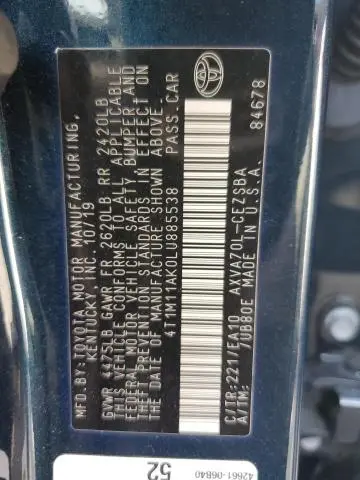 MFD.BY:TOYOTA MOTOR MANUFACTURING,
KENTUCKY, INC. 10/19
GVWR 4475LB GAWR FR 2620LB RR 2420LB
THIS VEHICLE CONFORMS TO ALL APPLICABLE
FEDERAL MOTOR VEHICLE SAFETY, BUMPER, AND
THEFT PREVENTION STANDARDS IN EFFECT ON
THE DATE OF MANUFACTURE SHOWN ABOVE.
4T1M11AK0LU885538 PASS. CAR
C/TR:221/EA10 AXVA70L-CEZSBA
A/TM: 7UB80E MADE IN U.S.A.
84678
52
42661-06B40